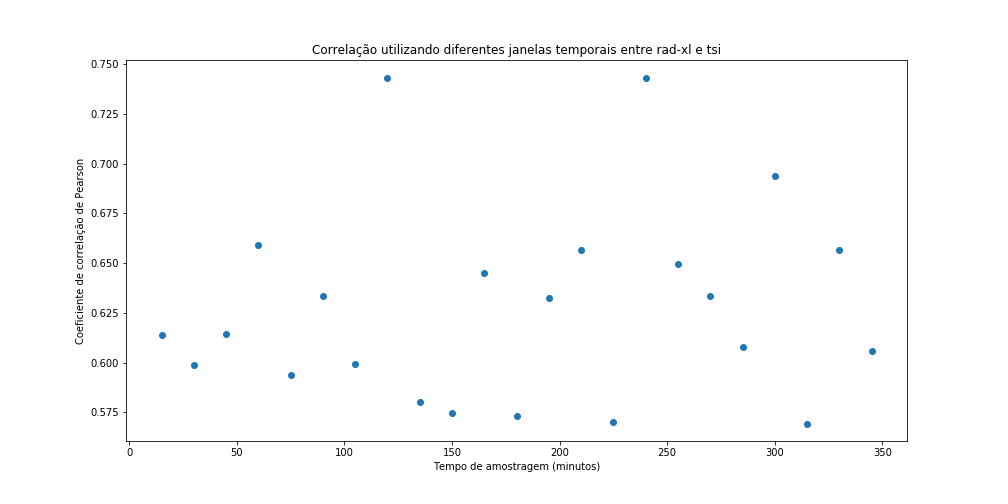 Correlação utilizando diferentes janelas temporais entre rad-xl e tsi
0.750
0.725
0.700
0.675
0.650
0.625
0.600
0.575
Coeficiente de correlação de Pearson
0 50 100 150 200 250 300 350
Tempo de amostragem (minutos)